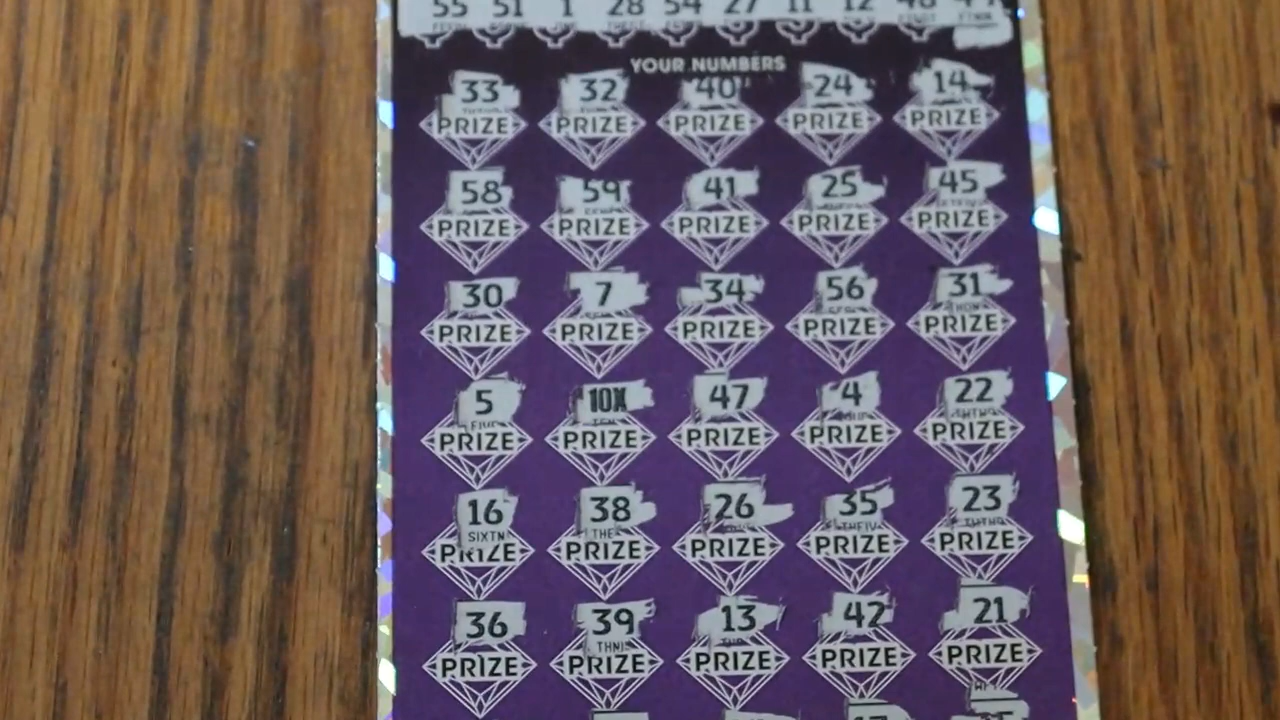 55 51 1 28 54 27 11 12 48
YOUR NUMBERS
33 32 40 24 14
PRIZE PRIZE PRIZE PRIZE PRIZE
58 59 41 25 45
PRIZE PRIZE PRIZE PRIZE PRIZE
30 7 34 56 31
PRIZE PRIZE PRIZE PRIZE PRIZE
5 10X 47 4 22
FIVE
PRIZE PRIZE PRIZE PRIZE PRIZE
16 38 26 35 23
SIXTN
PRIZE PRIZE PRIZE PRIZE PRIZE
36 39 13 42 21
THNI
PRIZE PRIZE PRIZE PRIZE PRIZE